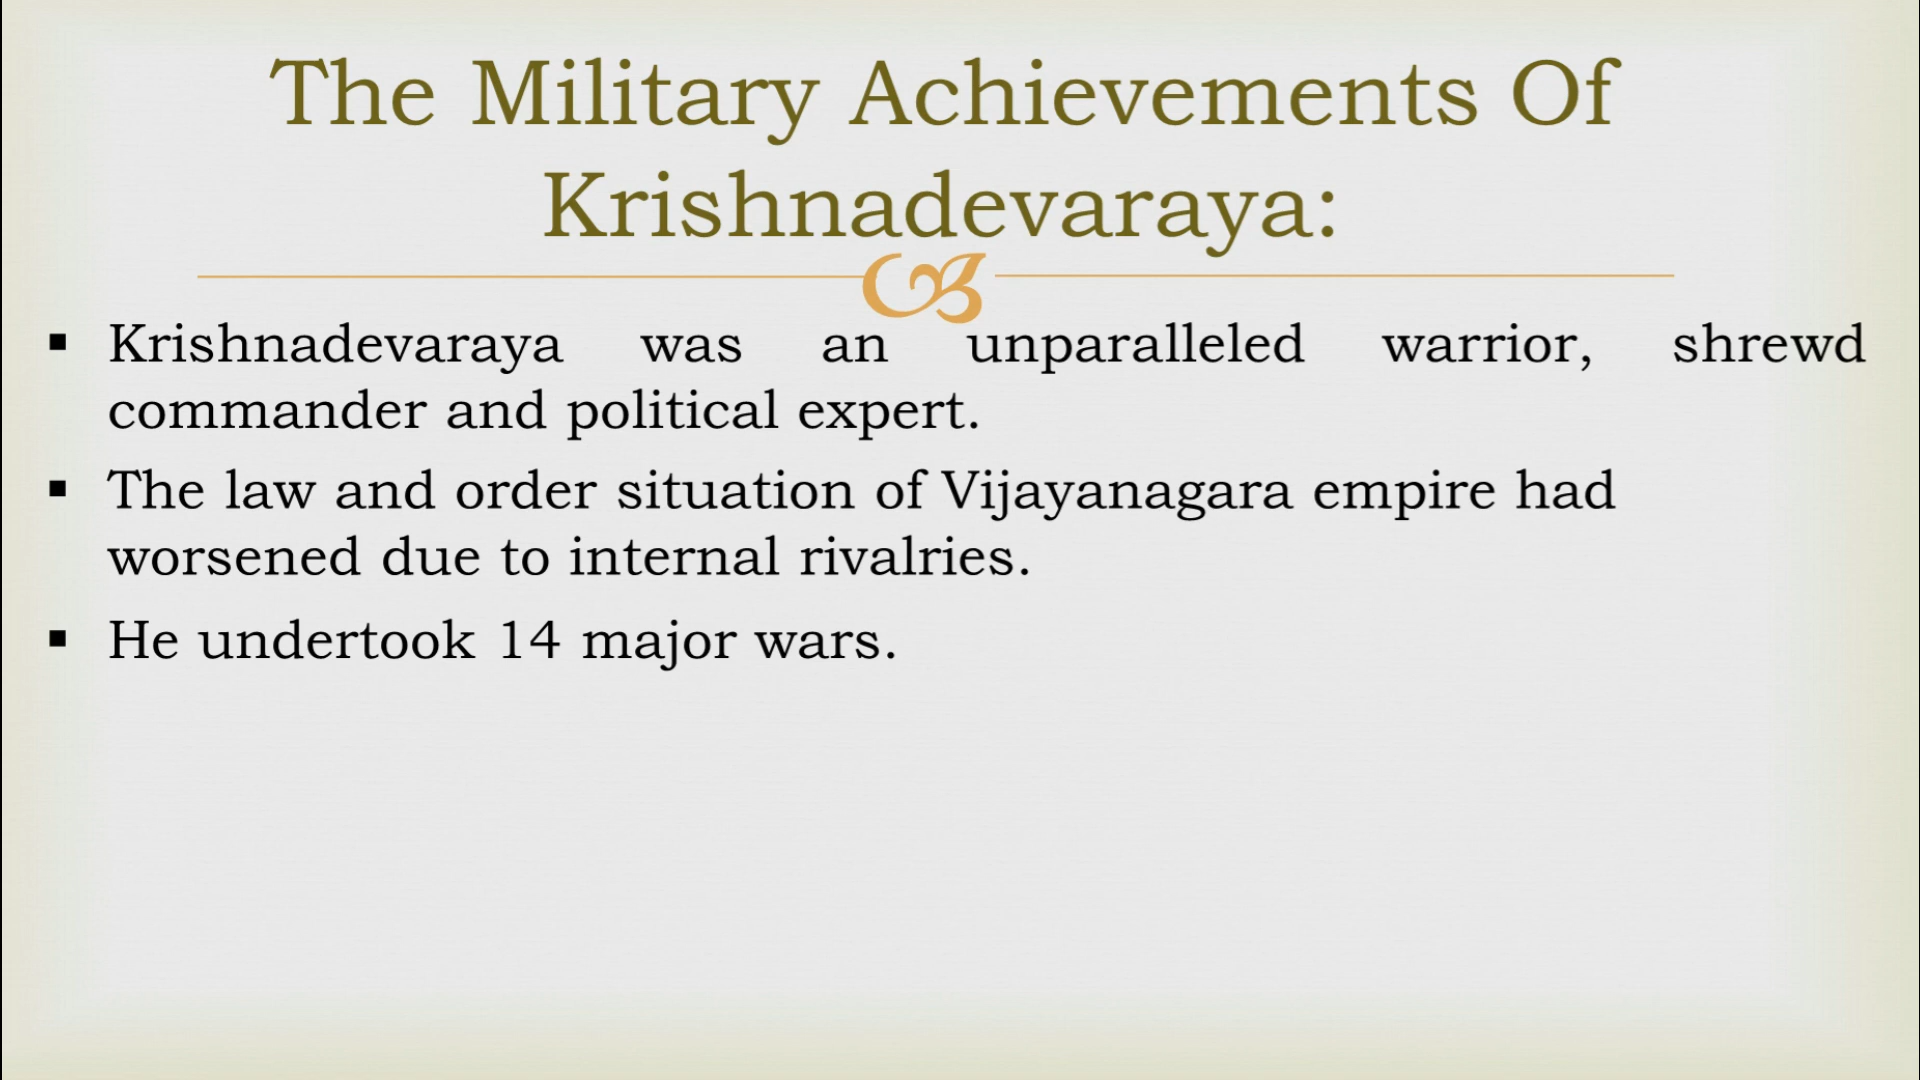 The Military Achievements Of
Krishnadevaraya:
▪ Krishnadevaraya was an unparalleled warrior, shrewd
commander and political expert.
▪ The law and order situation of Vijayanagara empire had
worsened due to internal rivalries.
▪ He undertook 14 major wars.